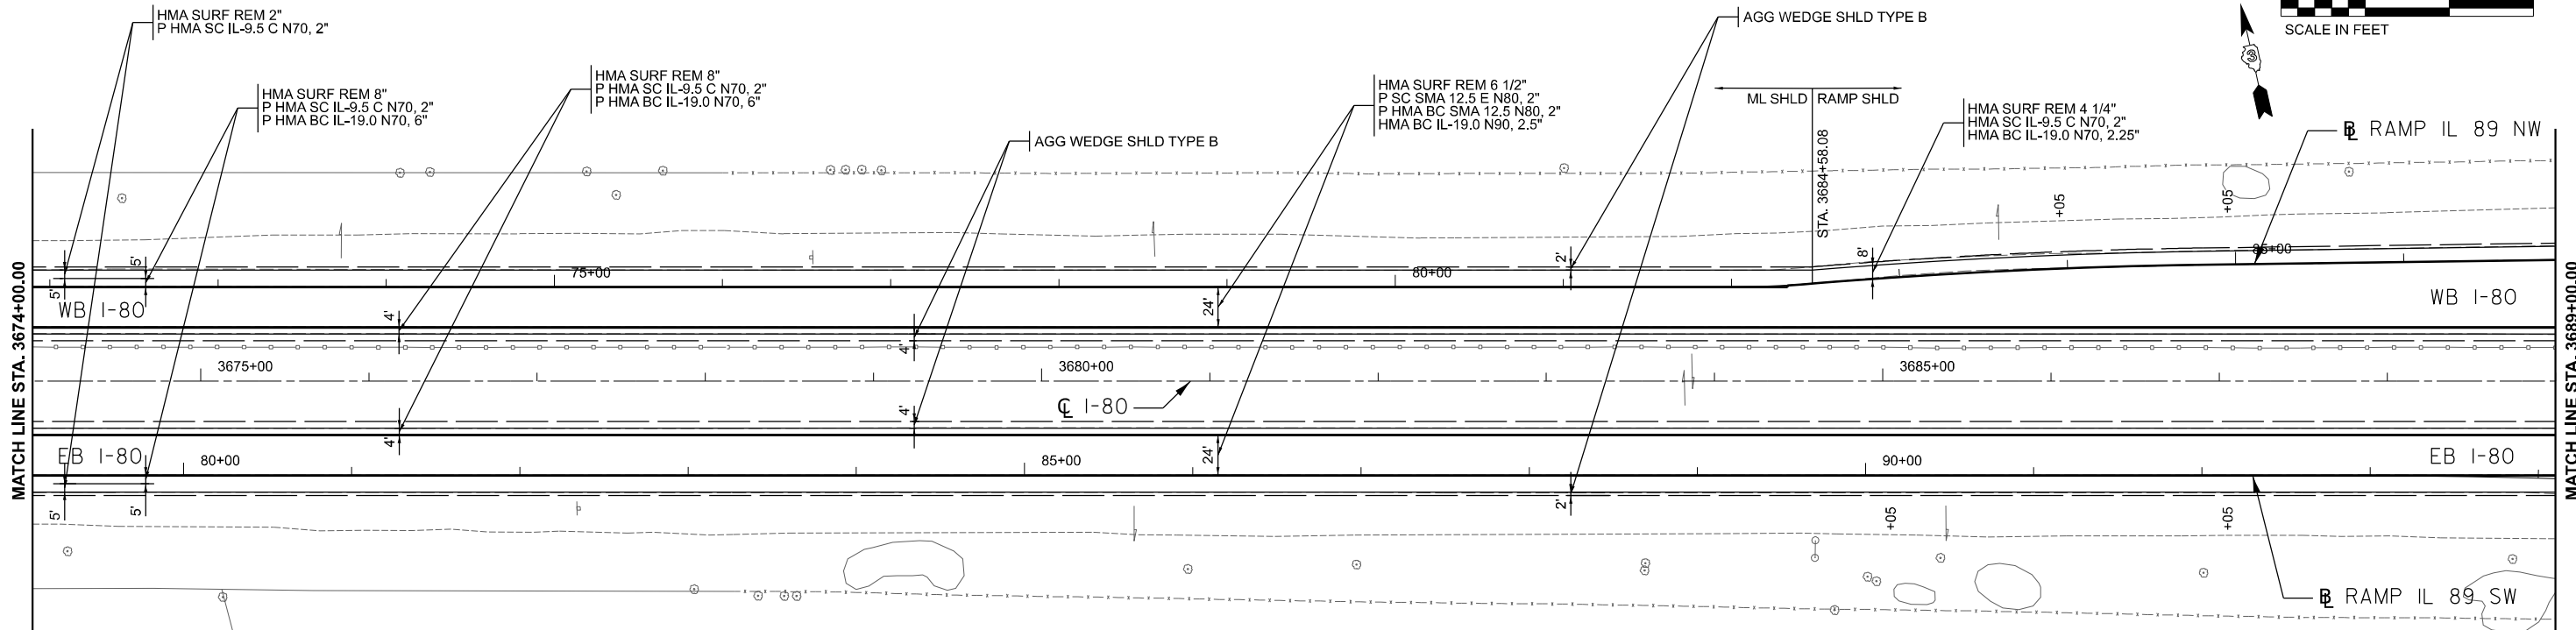 HMA SURF REM 2"
P HMA SC IL-9.5 C N70, 2"
HMA SURF REM 8"
P HMA SC IL-9.5 C N70, 2"
P HMA BC IL-19.0 N70, 6"
HMA SURF REM 8"
P HMA SC IL-9.5 C N70, 2"
P HMA BC IL-19.0 N70, 6"
AGG WEDGE SHLD TYPE B
HMA SURF REM 6 1/2"
P SC SMA 12.5 E N80, 2"
P HMA BC SMA 12.5 N80, 2"
HMA BC IL-19.0 N90, 2.5"
AGG WEDGE SHLD TYPE B
ML SHLD
RAMP SHLD
STA. 3684+58.08
HMA SURF REM 4 1/4"
HMA SC IL-9.5 C N70, 2"
HMA BC IL-19.0 N70, 2.25"
SCALE IN FEET
3
BL RAMP IL 89 NW
+05
+05
MATCH LINE STA. 3674+00.00
5'
5'
75+00
80+00
2'
8'
85+00
WB I-80
4'
24'
WB I-80
4'
3675+00
3680+00
3685+00
CL I-80
4'
4'
24'
EB I-80
80+00
85+00
90+00
EB I-80
5'
5'
2'
+05
+05
BL RAMP IL 89 SW
MATCH LINE STA. 3689+00.00